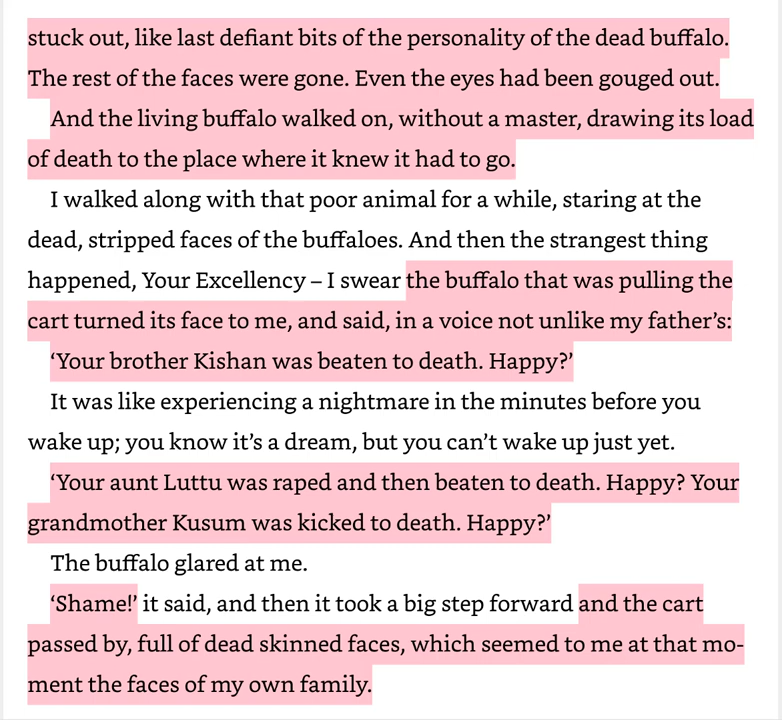 stuck out, like last defiant bits of the personality of the dead buffalo.
The rest of the faces were gone. Even the eyes had been gouged out.
And the living buffalo walked on, without a master, drawing its load
of death to the place where it knew it had to go.
I walked along with that poor animal for a while, staring at the
dead, stripped faces of the buffaloes. And then the strangest thing
happened, Your Excellency – I swear the buffalo that was pulling the
cart turned its face to me, and said, in a voice not unlike my father’s:
‘Your brother Kishan was beaten to death. Happy?’
It was like experiencing a nightmare in the minutes before you
wake up; you know it’s a dream, but you can’t wake up just yet.
‘Your aunt Luttu was raped and then beaten to death. Happy? Your
grandmother Kusum was kicked to death. Happy?’
The buffalo glared at me.
‘Shame!’ it said, and then it took a big step forward and the cart
passed by, full of dead skinned faces, which seemed to me at that mo-
ment the faces of my own family.